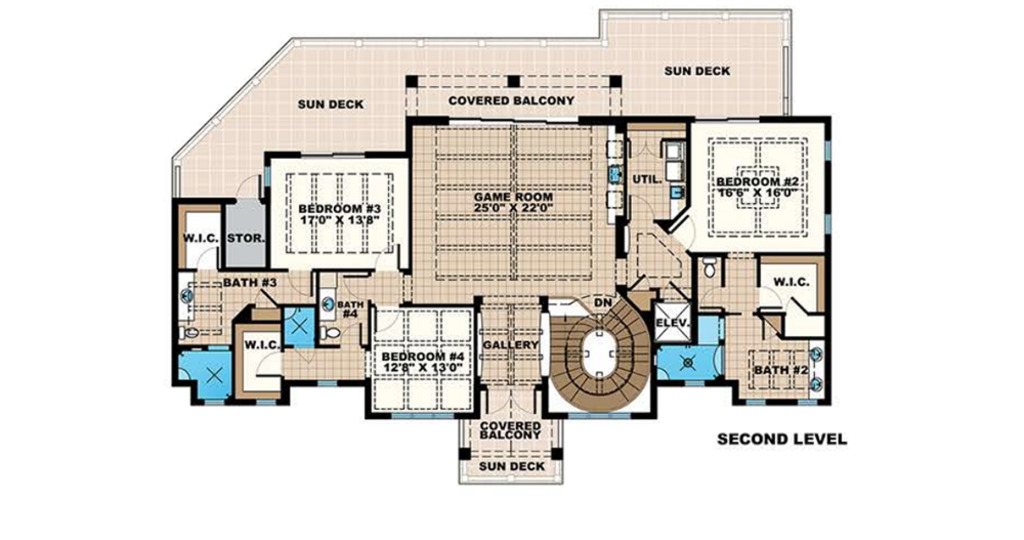 SUN DECK
SUN DECK
COVERED BALCONY
UTIL.
BEDROOM #2
16'6" X 16'0"
GAME ROOM
25'0" X 22'0"
BEDROOM #3
17'0" X 13'8"
W.I.C.
STOR.
BATH #3
W.I.C.
BATH
#4
DN
ELEV.
W.I.C.
GALLERY
BEDROOM #4
12'8" X 13'0"
BATH #2
COVERED
BALCONY
SUN DECK
SECOND LEVEL